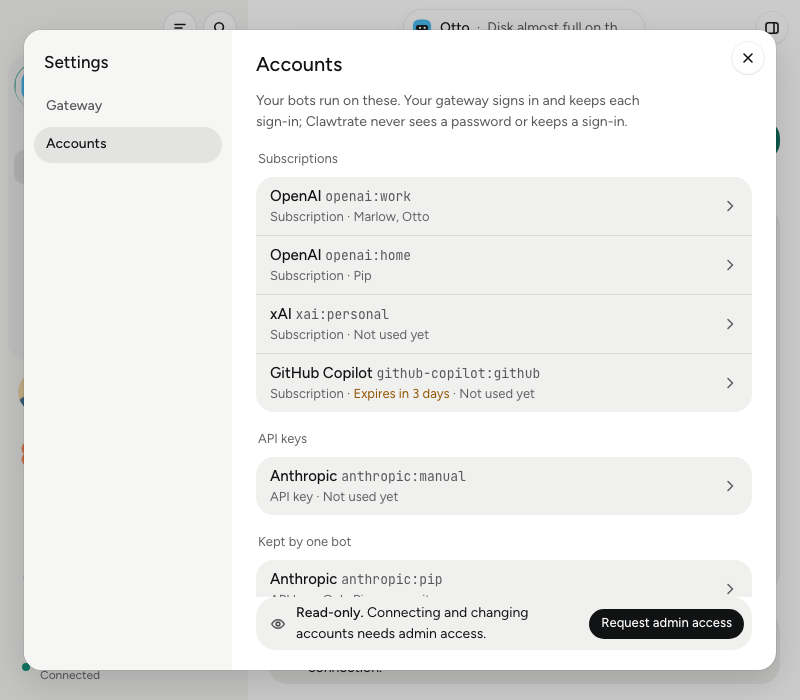 Otto · Disk almost full on th…
Settings
Gateway
Accounts
Accounts
Your bots run on these. Your gateway signs in and keeps each
sign-in; Clawtrate never sees a password or keeps a sign-in.
Subscriptions
OpenAI openai:work
Subscription · Marlow, Otto
OpenAI openai:home
Subscription · Pip
xAI xai:personal
Subscription · Not used yet
GitHub Copilot github-copilot:github
Subscription · Expires in 3 days · Not used yet
API keys
Anthropic anthropic:manual
API key · Not used yet
Kept by one bot
Anthropic anthropic:pip
Read-only. Connecting and changing
accounts needs admin access.
Request admin access
connection.
Connected